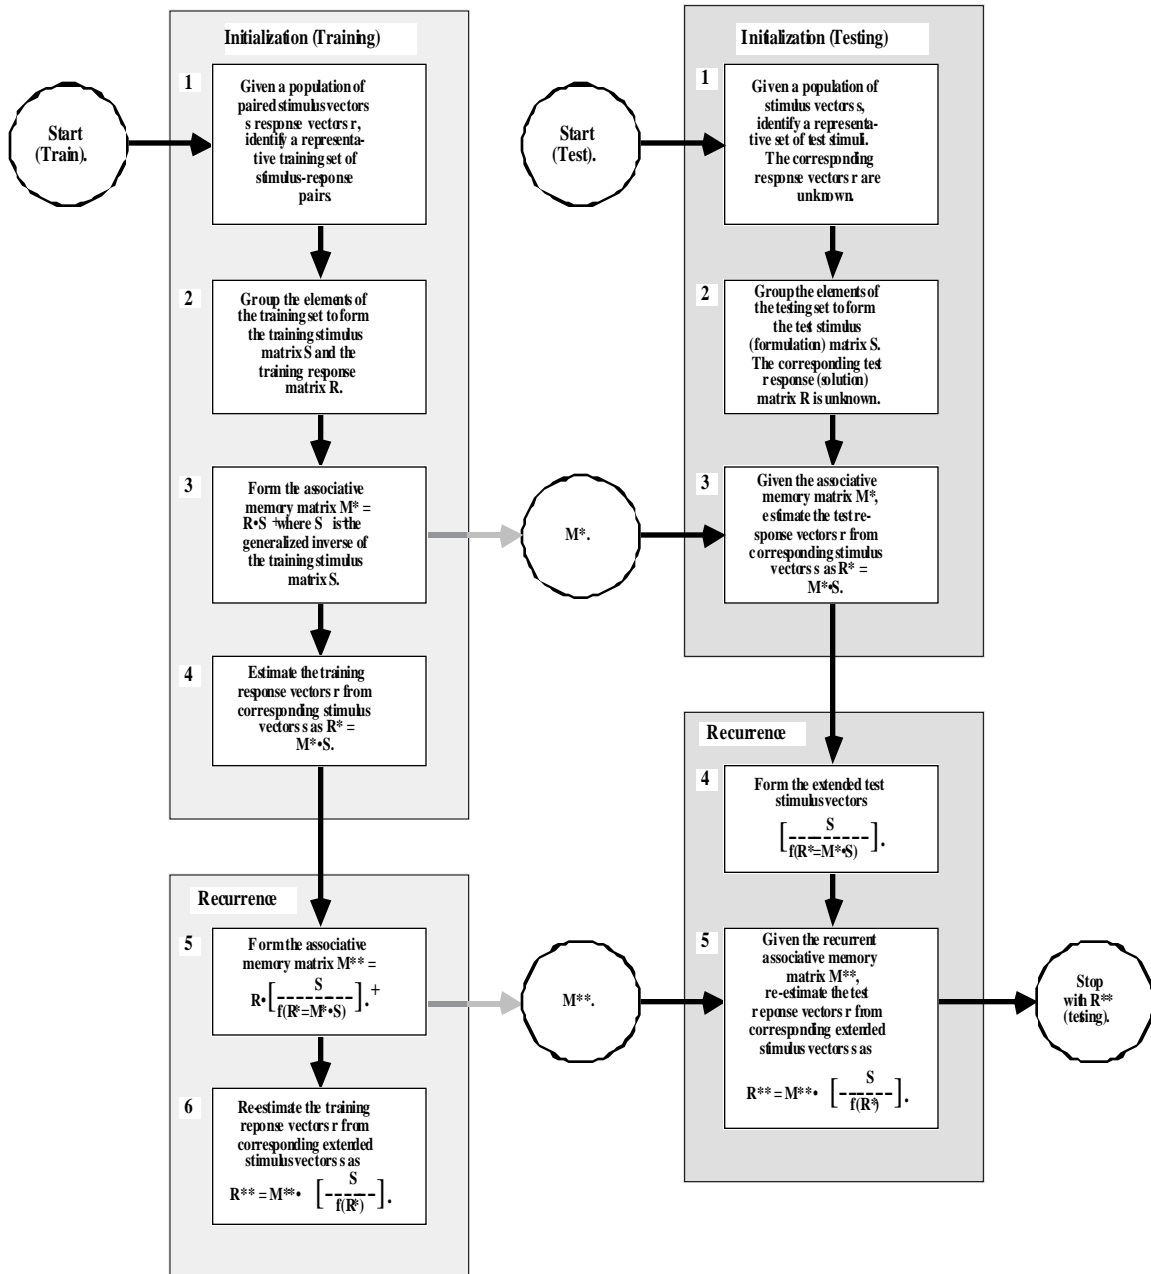 Initialization (Training)
Start
(Train).
1
Given a population of
paired stimulus vectors
s response vectors r,
identify a representa-
tive training set of
stimulus-response
pairs.
2
Group the elements of
the training set to form
the training stimulus
matrix S and the
training response
matrix R.
3
Form the associative
memory matrix M* =
R•S +where S is the
generalized inverse of
the training stimulus
matrix S.
4
Estimate the training
response vectors r from
corresponding stimulus
vectors s as R* =
M*•S.
Recurrence
5
Form the associative
memory matrix M** =
R•[ S
---------
f(R*=M*•S) ].+
6
Re-estimate the training
reponse vectors r from
corresponding extended
stimulus vectors s as
R** = M**• [ S
------
f(R*) ].
M*.
M**.
Initialization (Testing)
Start
(Test).
1
Given a population of
stimulus vectors s,
identify a representa-
tive set of test stimuli.
The corresponding
response vectors r are
unknown.
2
Group the elements of
the testing set to form
the test stimulus
(formulation) matrix S.
The corresponding test
response (solution)
matrix R is unknown.
3
Given the associative
memory matrix M*,
estimate the test re-
sponse vectors r from
corresponding stimulus
vectors s as R* =
M*•S.
Recurrence
4
Form the extended test
stimulus vectors
[ S
---------
f(R*=M*•S) ].
5
Given the recurrent
associative memory
matrix M**,
re-estimate the test
reponse vectors r from
corresponding extended
stimulus vectors s as
R** = M**• [ S
------
f(R*) ].
Stop
with R**
(testing).